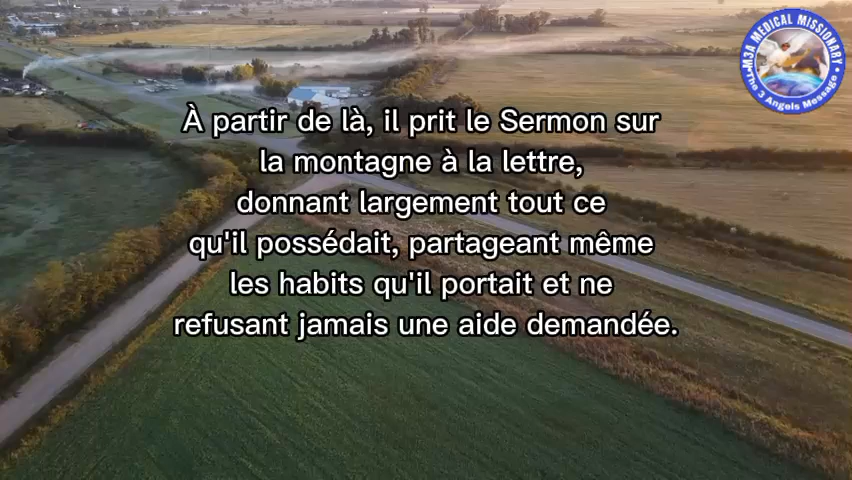 À partir de là, il prit le Sermon sur
la montagne à la lettre,
donnant largement tout ce
qu'il possédait, partageant même
les habits qu'il portait et ne
refusant jamais une aide demandée.
M3A MEDICAL MISSIONARY
The 3 Angels Message